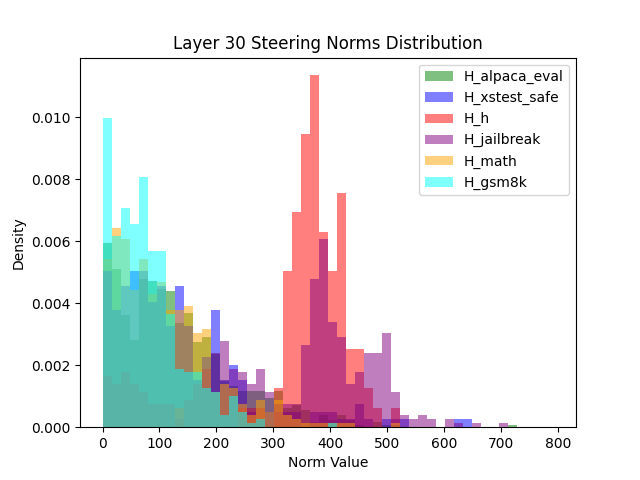 Layer 30 Steering Norms Distribution
H_alpaca_eval
H_xstest_safe
H_h
H_jailbreak
H_math
H_gsm8k
0.010
0.008
0.006
0.004
0.002
0.000
Density
0 100 200 300 400 500 600 700 800
Norm Value